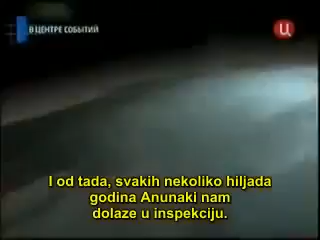 В ЦЕНТРЕ СОБЫТИЙ
Ц
I od tada, svakih nekoliko hiljada
godina Anunaki nam
dolaze u inspekciju.